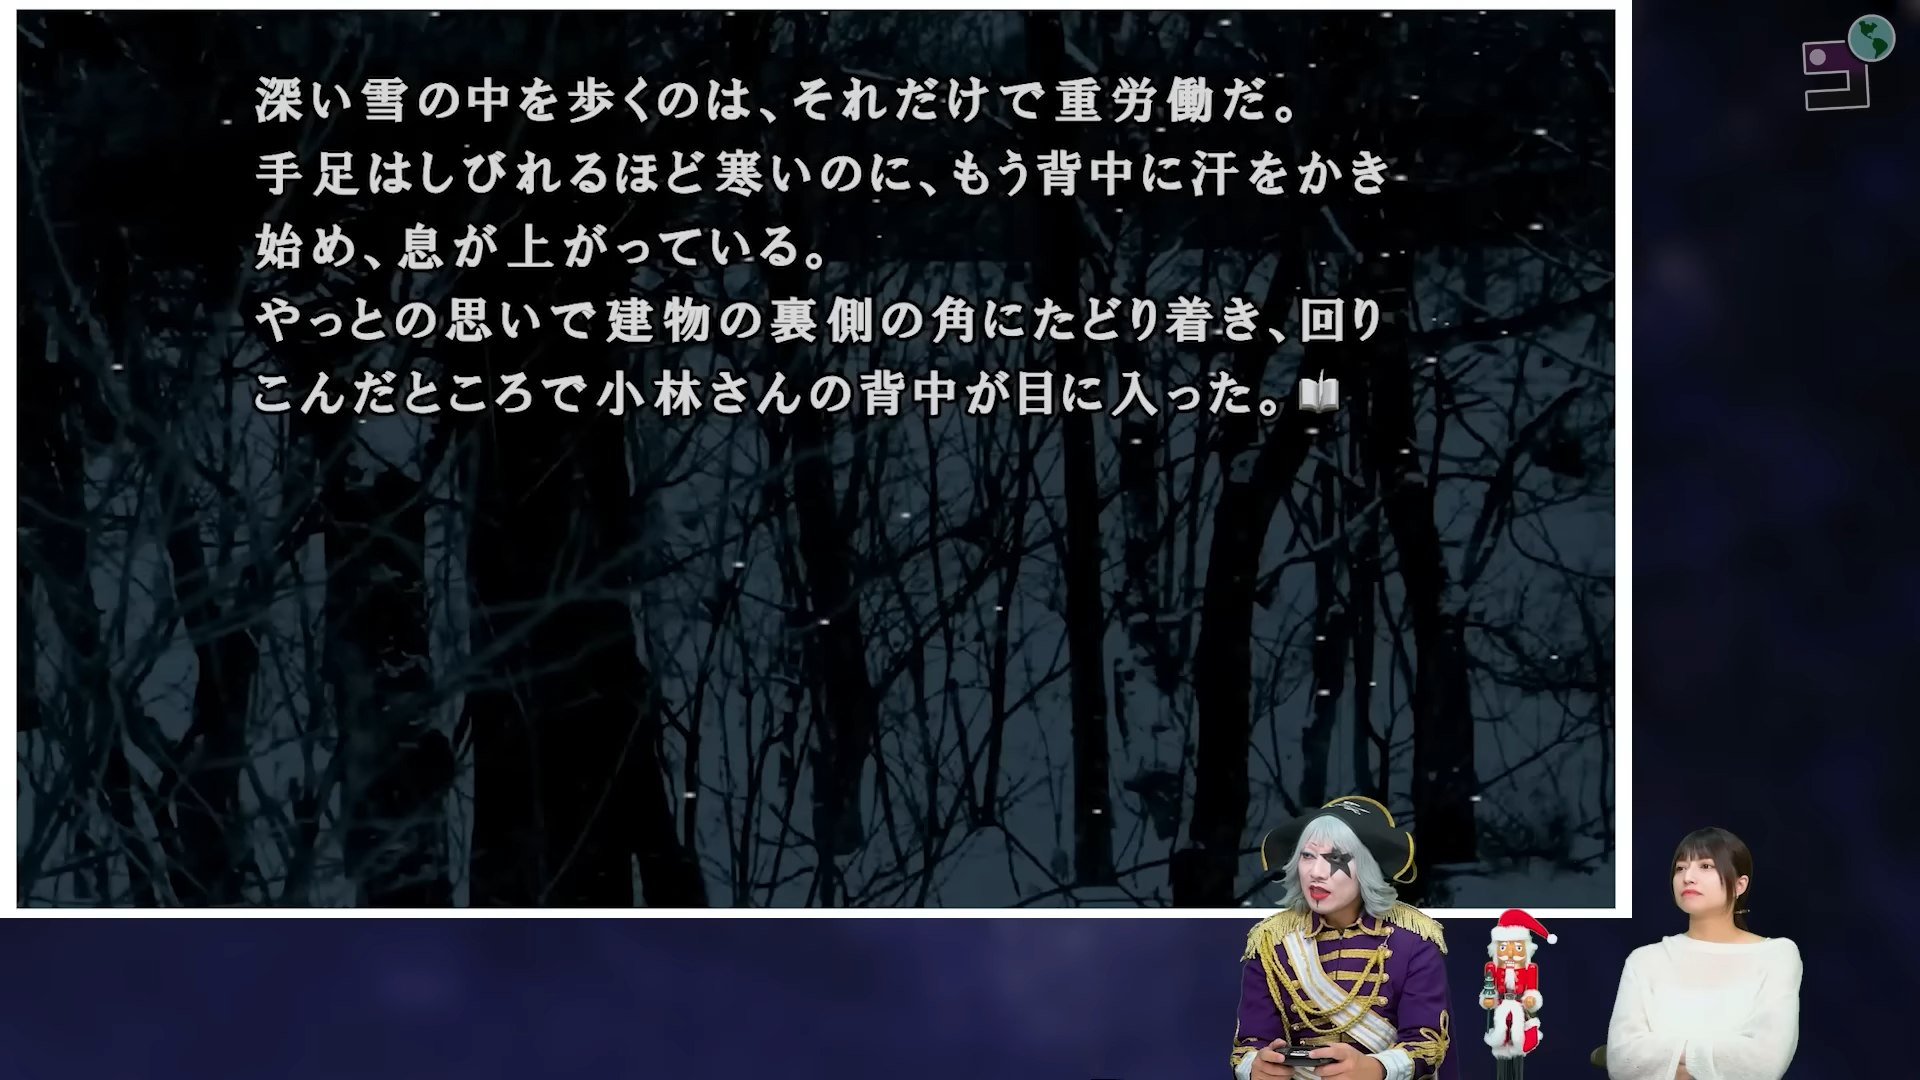 深い雪の中を歩くのは、それだけで重労働だ。
手足はしびれるほど寒いのに、もう背中に汗をかき
始め、息が上がっている。
やっとの思いで建物の裏側の角にたどり着き、回り
こんだところで小林さんの背中が目に入った。